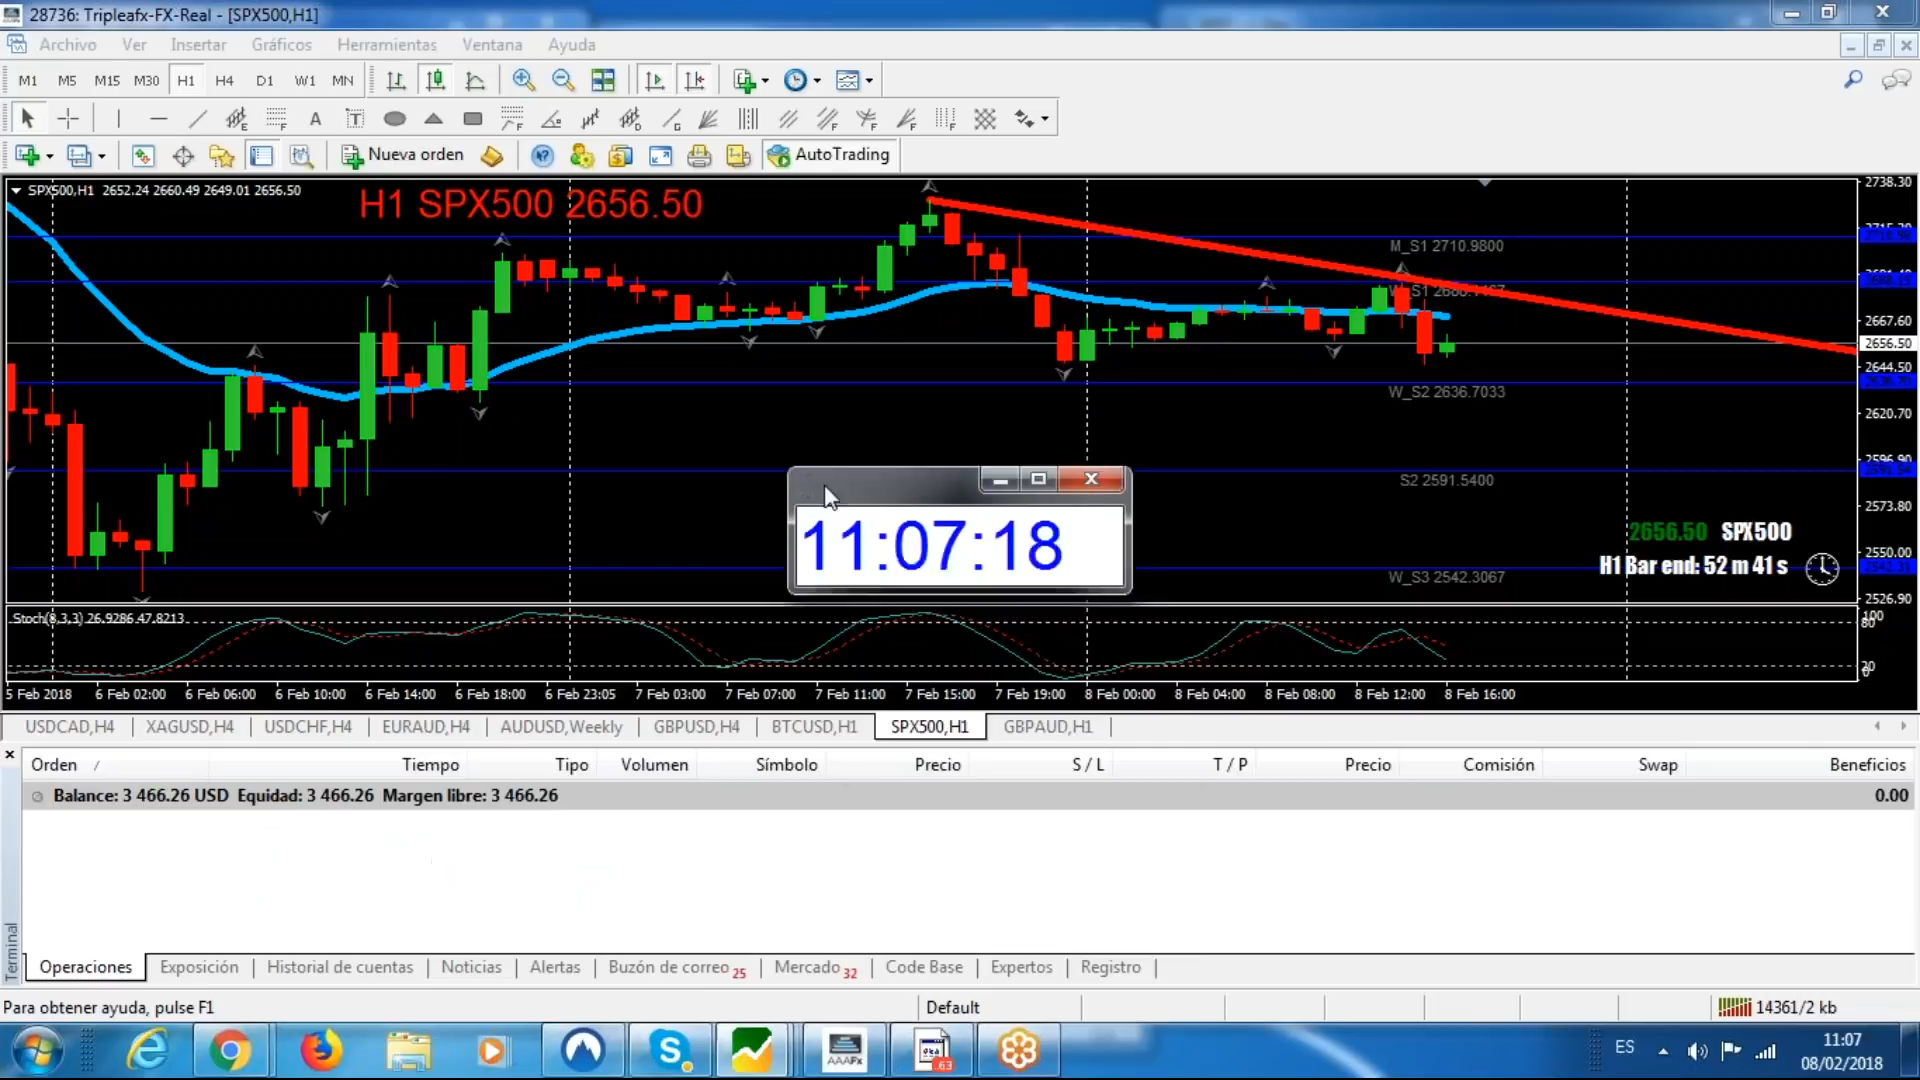 28736: Tripleafx-FX-Real - [SPX500,H1]
Archivo Ver Insertar Gráficos Herramientas Ventana Ayuda
M1 M5 M15 M30 H1 H4 D1 W1 MN
Nueva orden AutoTrading
SPX500,H1 2652.24 2660.49 2649.01 2656.50
H1 SPX500 2656.50
2738.30
M_S1 2710.9800
2667.60
2656.50
2644.50
W_S2 2636.7033
2620.70
2596.90
S2 2591.5400
2573.80
11:07:18
2656.50 SPX500
2550.00
H1 Bar end: 52 m 41 s
W_S3 2542.3067
2526.90
Stoch(8,3,3) 26.9286 47.8213
100
80
20
0
5 Feb 2018 6 Feb 02:00 6 Feb 06:00 6 Feb 10:00 6 Feb 14:00 6 Feb 18:00 6 Feb 23:05 7 Feb 03:00 7 Feb 07:00 7 Feb 11:00 7 Feb 15:00 7 Feb 19:00 8 Feb 00:00 8 Feb 04:00 8 Feb 08:00 8 Feb 12:00 8 Feb 16:00
USDCAD,H4 XAGUSD,H4 USDCHF,H4 EURAUD,H4 AUDUSD,Weekly GBPUSD,H4 BTCUSD,H1 SPX500,H1 GBPAUD,H1
Orden / Tiempo Tipo Volumen Símbolo Precio S / L T / P Precio Comisión Swap Beneficios
Balance: 3 466.26 USD Equidad: 3 466.26 Margen libre: 3 466.26 0.00
Terminal
Operaciones Exposición Historial de cuentas Noticias Alertas Buzón de correo 25 Mercado 32 Code Base Expertos Registro
Para obtener ayuda, pulse F1 Default 14361/2 kb
AAAFx
63
ES
11:07
08/02/2018